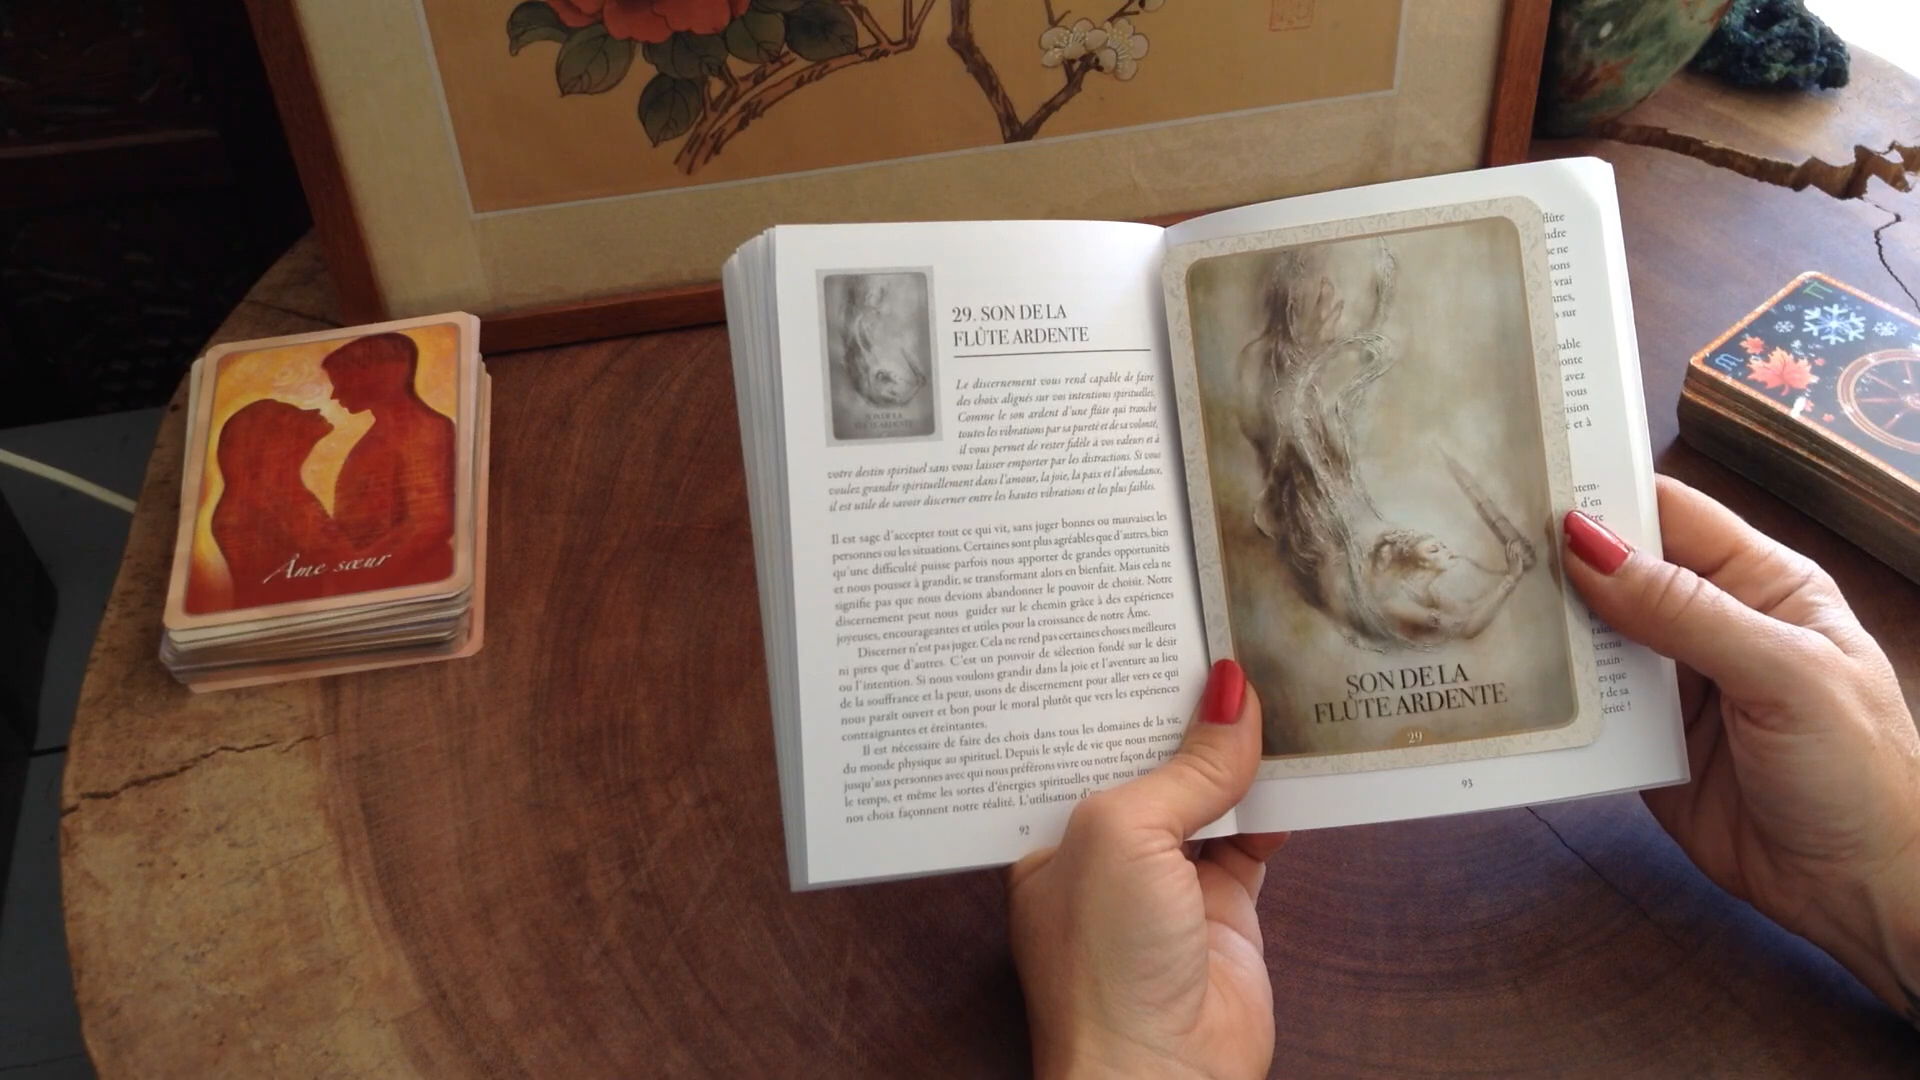 Âme sœur
29. SON DE LA
FLÛTE ARDENTE
Le discernement vous rend capable de faire
des choix alignés sur vos intentions spirituelles.
Comme le son ardent d'une flûte qui tranche
toutes les vibrations par sa pureté et de sa volonté,
il vous permet de rester fidèle à vos valeurs et à
votre destin spirituel sans vous laisser emporter par les distractions. Si vous
voulez grandir spirituellement dans l'amour, la joie, la paix et l'abondance,
il est utile de savoir discerner entre les hautes vibrations et les plus faibles.
Il est sage d'accepter tout ce qui vit, sans juger bonnes ou mauvaises les
personnes ou les situations. Certaines sont plus agréables que d'autres, bien
qu'une difficulté puisse parfois nous apporter de grandes opportunités
et nous pousser à grandir, se transformant alors en bienfait. Mais cela ne
signifie pas que nous devions abandonner le pouvoir de choisir. Notre
discernement peut nous guider sur le chemin grâce à des expériences
joyeuses, encourageantes et utiles pour la croissance de notre Âme.
Discerner n'est pas juger. Cela ne rend pas certaines choses meilleures
ni pires que d'autres. C'est un pouvoir de sélection fondé sur le désir
ou l'intention. Si nous voulons grandir dans la joie et l'aventure au lieu
de la souffrance et la peur, usons de discernement pour aller vers ce qui
nous paraît ouvert et bon pour le moral plutôt que vers les expériences
contraignantes et éreintantes.
Il est nécessaire de faire des choix dans tous les domaines de la vie,
du monde physique au spirituel. Depuis le style de vie que nous menons
jusqu'aux personnes avec qui nous préférons vivre ou notre façon de
le temps, et même les sortes d'énergies spirituelles que nous
nos choix façonnent notre réalité. L'utilisation
92
SON DE LA
FLÛTE ARDENTE
29
flûte
sons
vrai
sur
avez
vous
et à
d'en
de sa
93